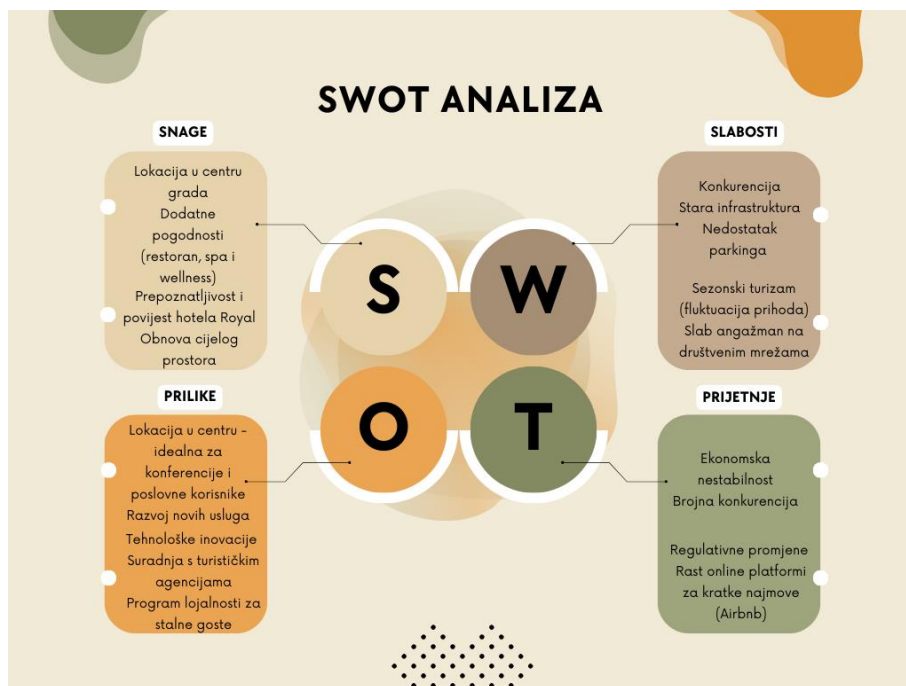 SWOT ANALIZA
SNAGE
Lokacija u centru
grada
Dodatne
pogodnosti
(restoran, spa i
wellness)
Prepoznatljivost i
povijest hotela Royal
Obnova cijelog
prostora
SLABOSTI
Konkurencija
Stara infrastruktura
Nedostatak
parkinga
Sezonski turizam
(fluktuacija prihoda)
Slab angažman na
društvenim mrežama
S
W
O
T
PRILIKE
Lokacija u centru -
idealna za
konferencije i
poslovne korisnike
Razvoj novih usluga
Tehnološke inovacije
Suradnja s turističkim
agencijama
Program lojalnosti za
stalne goste
PRIJETNJE
Ekonomska
nestabilnost
Brojna konkurencija
Regulativne promjene
Rast online platformi
za kratke najmove
(Airbnb)